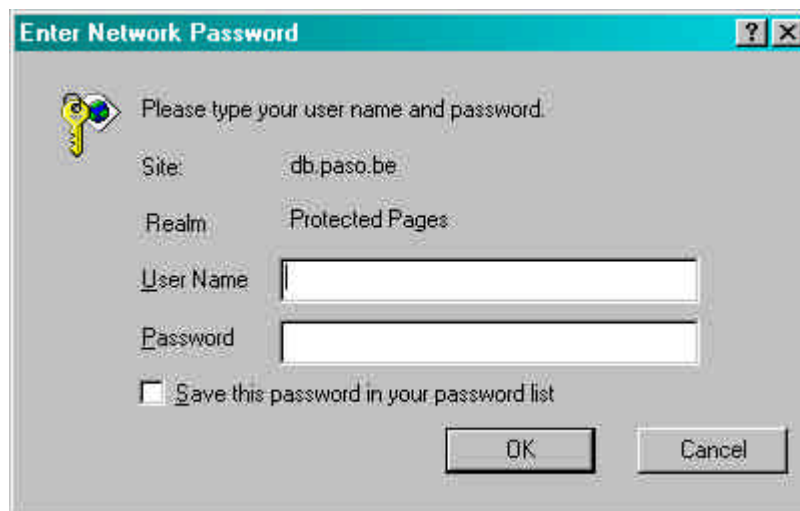 Enter Network Password
Please type your user name and password.
Site: db.paso.be
Realm Protected Pages
User Name
Password
Save this password in your password list
OK Cancel